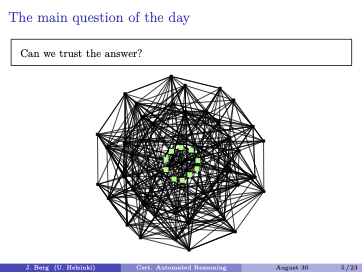 The main question of the day
Can we trust the answer?
J. Berg (U. Helsinki) Cert. Automated Reasoning August 30 5 / 23